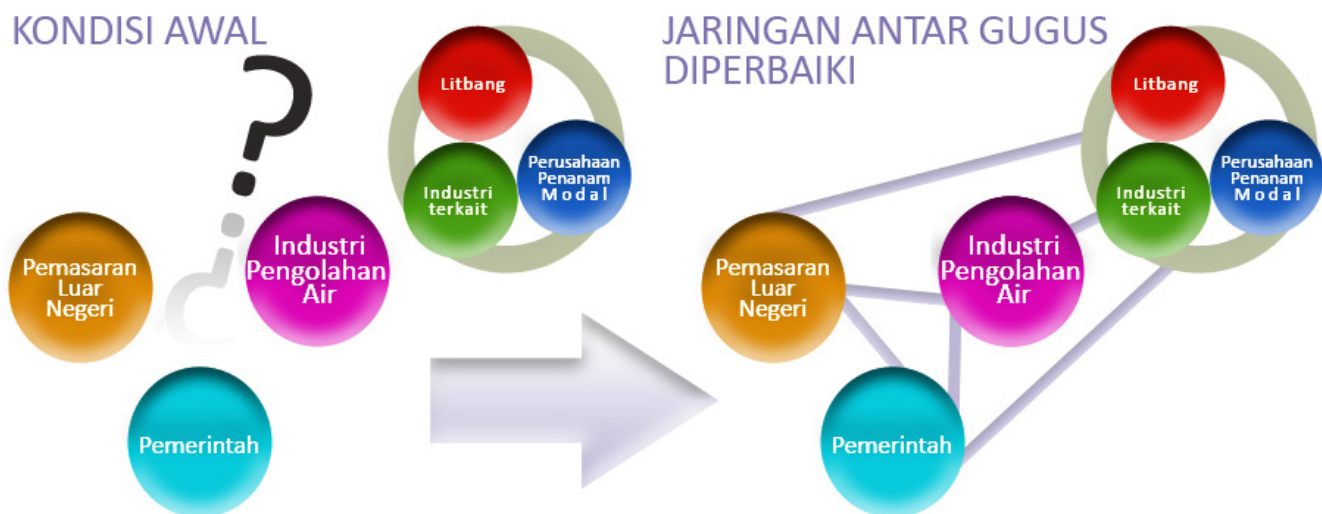 KONDISI AWAL
Litbang
Perusahaan
Penanam
Modal
Industri
terkait
Industri
Pengolahan
Air
Pemasaran
Luar
Negeri
Pemerintah
?
JARINGAN ANTAR GUGUS
DIPERBAIKI
Litbang
Perusahaan
Penanam
Modal
Industri
terkait
Industri
Pengolahan
Air
Pemasaran
Luar
Negeri
Pemerintah